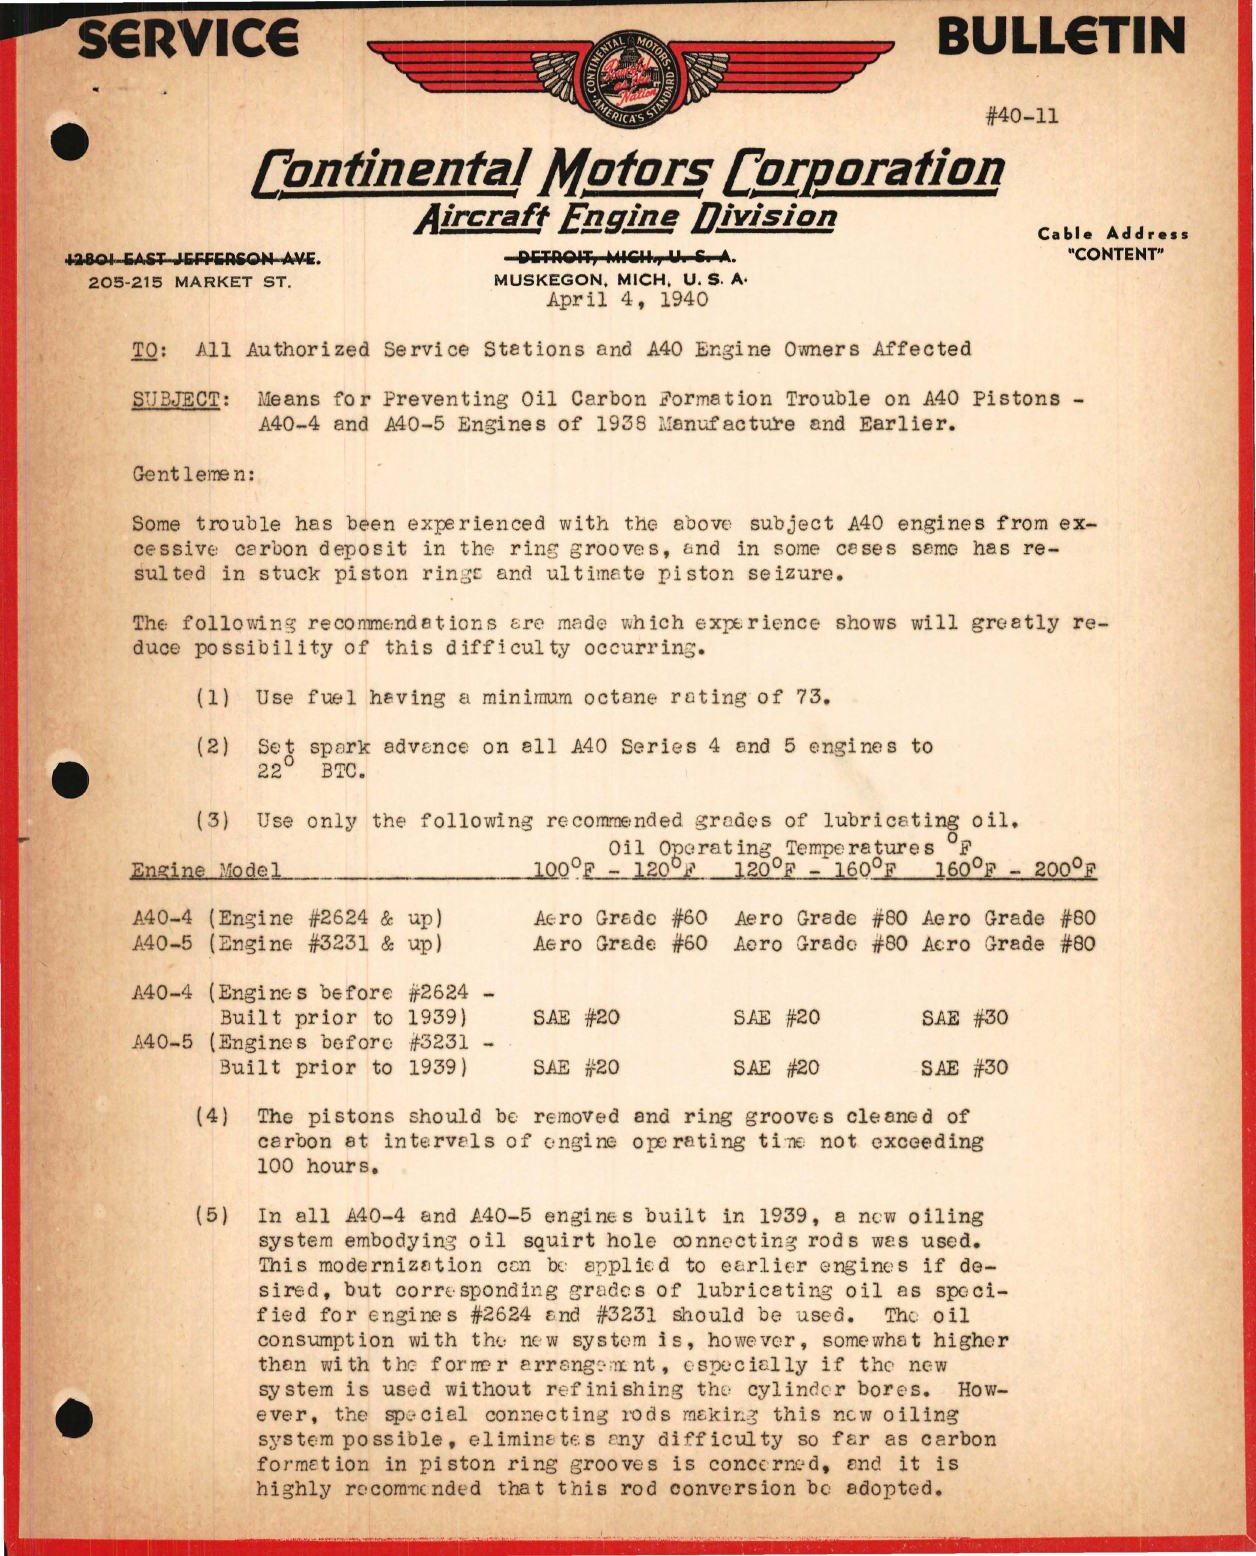 SERVICE BULLETIN
CONTINENTAL MOTORS
Powerful as the Nation
AMERICA'S STANDARD
#40-11
Continental Motors Corporation
Aircraft Engine Division
Cable Address
"CONTENT"
12801 EAST JEFFERSON AVE. DETROIT, MICH., U. S. A.
205-215 MARKET ST. MUSKEGON, MICH, U. S. A.
April 4, 1940
TO: All Authorized Service Stations and A40 Engine Owners Affected
SUBJECT: Means for Preventing Oil Carbon Formation Trouble on A40 Pistons -
A40-4 and A40-5 Engines of 1938 Manufacture and Earlier.
Gentlemen:
Some trouble has been experienced with the above subject A40 engines from ex-
cessive carbon deposit in the ring grooves, and in some cases same has re-
sulted in stuck piston rings and ultimate piston seizure.
The following recommendations are made which experience shows will greatly re-
duce possibility of this difficulty occurring.
(1) Use fuel having a minimum octane rating of 73.
(2) Set spark advance on all A40 Series 4 and 5 engines to
22° BTC.
(3) Use only the following recommended grades of lubricating oil.
Oil Operating Temperatures °F
Engine Model 100°F - 120°F 120°F - 160°F 160°F - 200°F
A40-4 (Engine #2624 & up) Aero Grade #60 Aero Grade #80 Aero Grade #80
A40-5 (Engine #3231 & up) Aero Grade #60 Aero Grade #80 Aero Grade #80
A40-4 (Engines before #2624 -
Built prior to 1939) SAE #20 SAE #20 SAE #30
A40-5 (Engines before #3231 -
Built prior to 1939) SAE #20 SAE #20 SAE #30
(4) The pistons should be removed and ring grooves cleaned of
carbon at intervals of engine operating time not exceeding
100 hours.
(5) In all A40-4 and A40-5 engines built in 1939, a new oiling
system embodying oil squirt hole connecting rods was used.
This modernization can be applied to earlier engines if de-
sired, but corresponding grades of lubricating oil as speci-
fied for engines #2624 and #3231 should be used. The oil
consumption with the new system is, however, somewhat higher
than with the former arrangement, especially if the new
system is used without refinishing the cylinder bores. How-
ever, the special connecting rods making this new oiling
system possible, eliminates any difficulty so far as carbon
formation in piston ring grooves is concerned, and it is
highly recommended that this rod conversion be adopted.